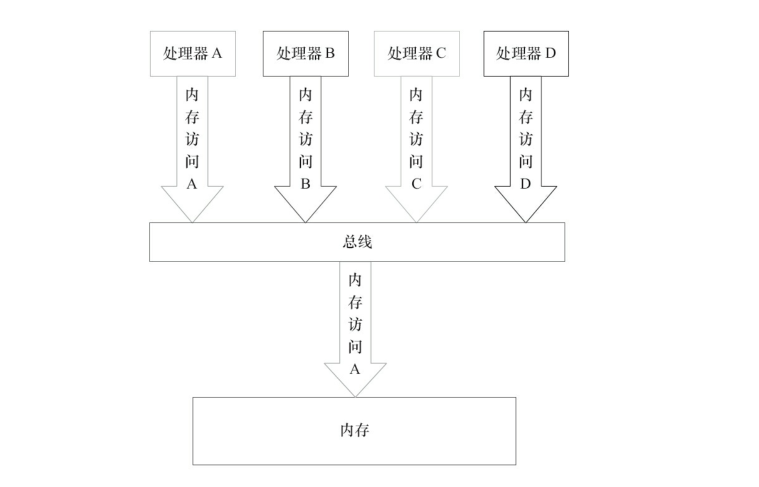 处理器 A
处理器 B
处理器 C
处理器 D
内存访问 A
内存访问 B
内存访问 C
内存访问 D
总线
内存访问 A
内存